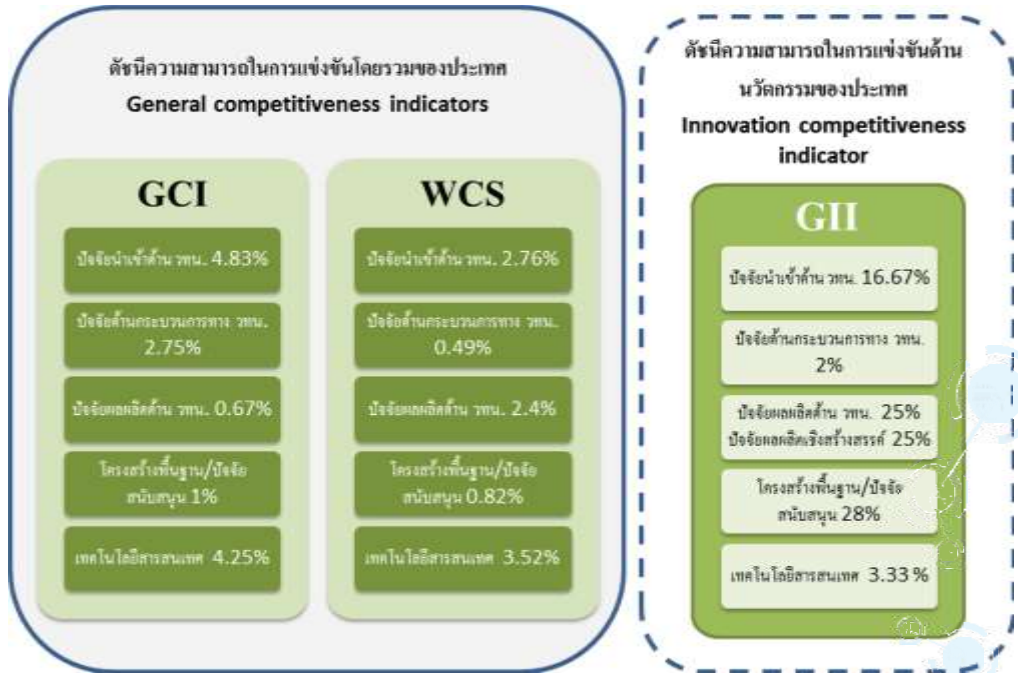 ดัชนีความสามารถในการแข่งขันโดยรวมของประเทศ
General competitiveness indicators
GCI
ปัจจัยนำเข้าด้าน วทน. 4.83%
ปัจจัยด้านกระบวนการทาง วทน.
2.75%
ปัจจัยผลผลิตด้าน วทน. 0.67%
โครงสร้างพื้นฐาน/ปัจจัย
สนับสนุน 1%
เทคโนโลยีสารสนเทศ 4.25%
WCS
ปัจจัยนำเข้าด้าน วทน. 2.76%
ปัจจัยด้านกระบวนการทาง วทน.
0.49%
ปัจจัยผลผลิตด้าน วทน. 2.4%
โครงสร้างพื้นฐาน/ปัจจัย
สนับสนุน 0.82%
เทคโนโลยีสารสนเทศ 3.52%
ดัชนีความสามารถในการแข่งขันด้าน
นวัตกรรมของประเทศ
Innovation competitiveness
indicator
GII
ปัจจัยนำเข้าด้าน วทน. 16.67%
ปัจจัยด้านกระบวนการทาง วทน.
2%
ปัจจัยผลผลิตด้าน วทน. 25%
ปัจจัยผลผลิตเชิงสร้างสรรค์ 25%
โครงสร้างพื้นฐาน/ปัจจัย
สนับสนุน 28%
เทคโนโลยีสารสนเทศ 3.33 %